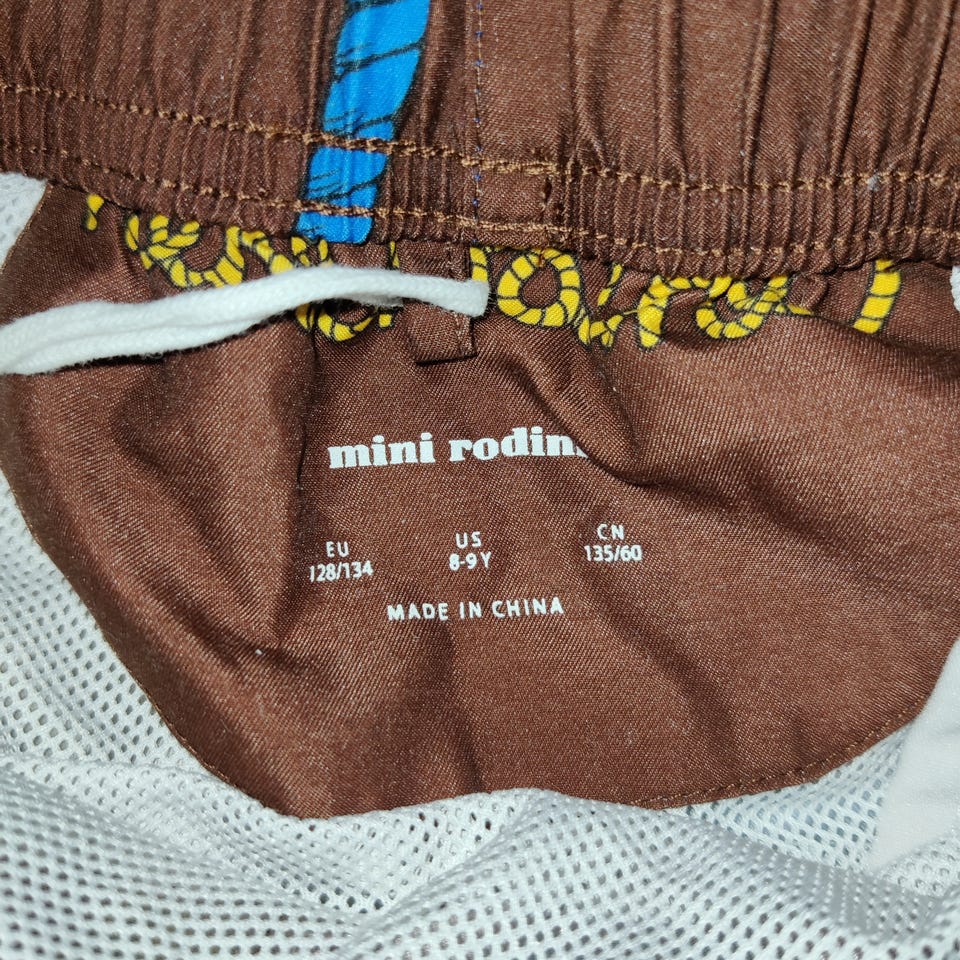 mini rodini
EU US CN
128/134 8-9Y 135/60
MADE IN CHINA